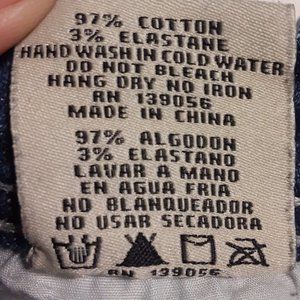 97% COTTON
3% ELASTANE
HAND WASH IN COLD WATER
DO NOT BLEACH
HANG DRY NO IRON
RN 139056
MADE IN CHINA
97% ALGODON
3% ELASTANO
LAVAR A MANO
EN AGUA FRIA
NO BLANQUEADOR
NO USAR SECADORA
RN 139056